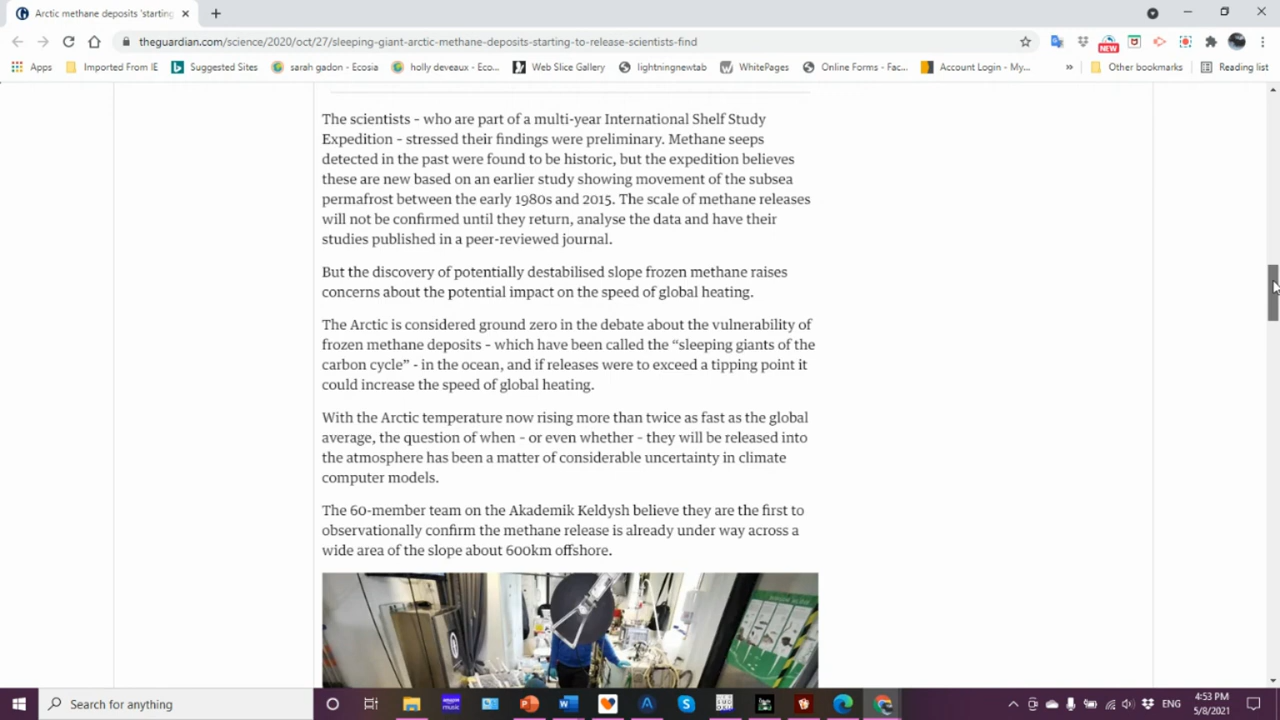 Arctic methane deposits 'starting
theguardian.com/science/2020/oct/27/sleeping-giant-arctic-methane-deposits-starting-to-release-scientists-find
NEW
Apps Imported From IE Suggested Sites sarah gadon - Ecosia holly deveaux - Eco... Web Slice Gallery lightningnewtab WhitePages Online Forms - Fac... Account Login - My... » Other bookmarks Reading list
The scientists – who are part of a multi-year International Shelf Study
Expedition – stressed their findings were preliminary. Methane seeps
detected in the past were found to be historic, but the expedition believes
these are new based on an earlier study showing movement of the subsea
permafrost between the early 1980s and 2015. The scale of methane releases
will not be confirmed until they return, analyse the data and have their
studies published in a peer-reviewed journal.
But the discovery of potentially destabilised slope frozen methane raises
concerns about the potential impact on the speed of global heating.
The Arctic is considered ground zero in the debate about the vulnerability of
frozen methane deposits – which have been called the “sleeping giants of the
carbon cycle” - in the ocean, and if releases were to exceed a tipping point it
could increase the speed of global heating.
With the Arctic temperature now rising more than twice as fast as the global
average, the question of when – or even whether – they will be released into
the atmosphere has been a matter of considerable uncertainty in climate
computer models.
The 60-member team on the Akademik Keldysh believe they are the first to
observationally confirm the methane release is already under way across a
wide area of the slope about 600km offshore.
Search for anything
ENG
4:53 PM
5/8/2021